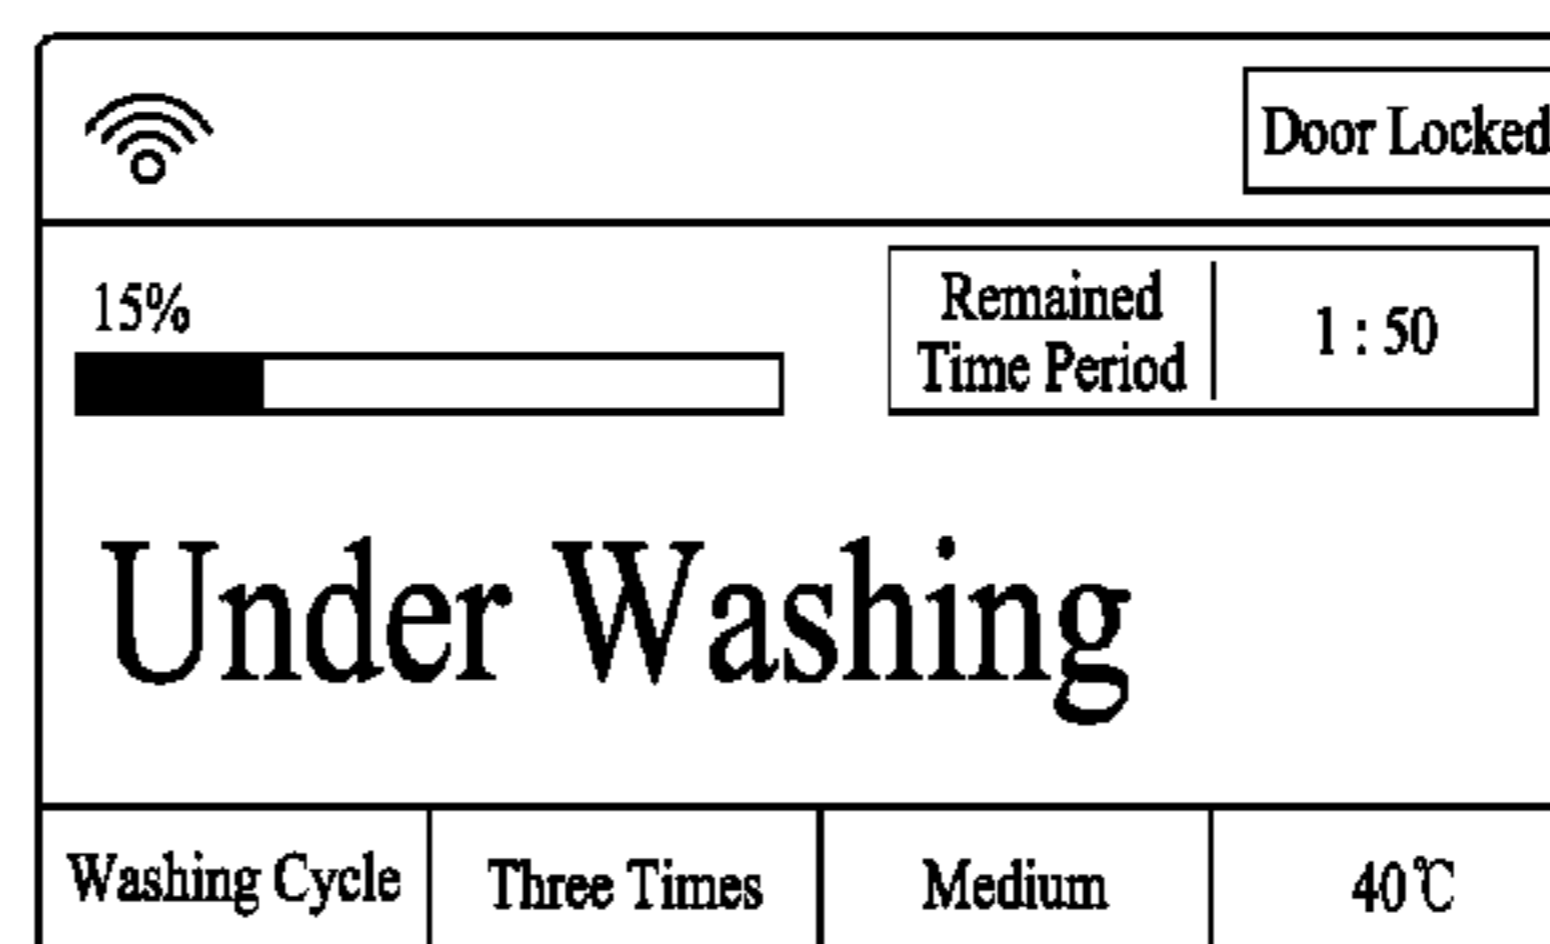 Door Locked
15%
Remained
Time Period
1 : 50
Under Washing
Washing Cycle
Three Times
Medium
40℃